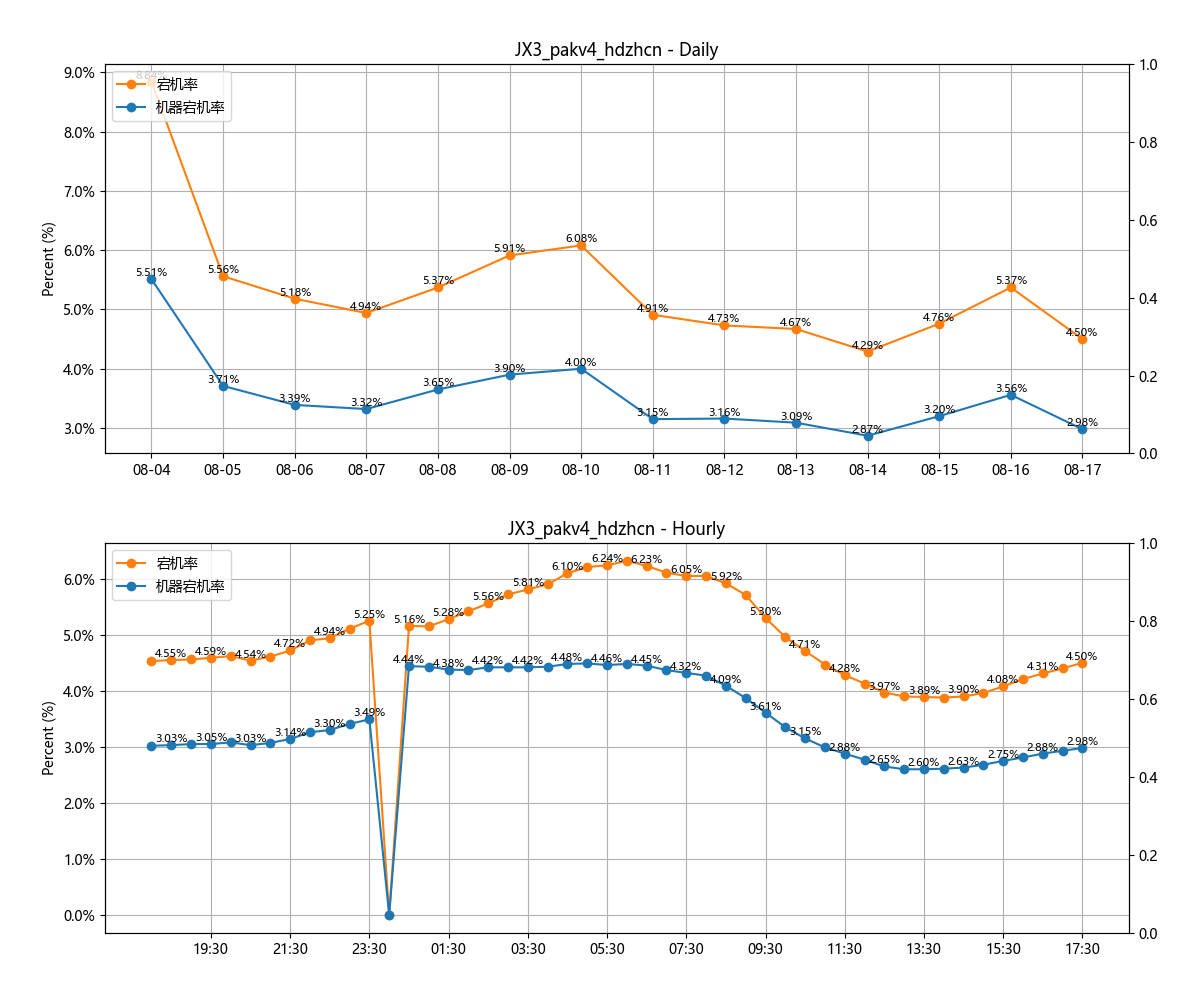 JX3_pakv4_hdzhcn - Daily
Percent (%)
9.0%
8.0%
7.0%
6.0%
5.0%
4.0%
3.0%
1.0
0.8
0.6
0.4
0.2
0.0
宕机率
机器宕机率
8.84% 5.56% 5.18% 4.94% 5.37% 5.91% 6.08% 4.91% 4.73% 4.67% 4.29% 4.76% 5.37% 4.50%
5.51% 3.71% 3.39% 3.32% 3.65% 3.90% 4.00% 3.15% 3.16% 3.09% 2.87% 3.20% 3.56% 2.98%
08-04 08-05 08-06 08-07 08-08 08-09 08-10 08-11 08-12 08-13 08-14 08-15 08-16 08-17
JX3_pakv4_hdzhcn - Hourly
Percent (%)
6.0%
5.0%
4.0%
3.0%
2.0%
1.0%
0.0%
1.0
0.8
0.6
0.4
0.2
0.0
宕机率
机器宕机率
4.55% 4.59% 4.54% 4.72% 4.94% 5.25% 5.16% 5.28% 5.56% 5.81% 6.10% 6.24% 6.23% 6.05% 5.92% 5.30% 4.71% 4.28% 3.97% 3.89% 3.90% 4.08% 4.31% 4.50%
3.03% 3.05% 3.03% 3.14% 3.30% 3.49% 4.44% 4.38% 4.42% 4.42% 4.48% 4.46% 4.45% 4.32% 4.09% 3.61% 3.15% 2.88% 2.65% 2.60% 2.63% 2.75% 2.88% 2.98%
19:30 21:30 23:30 01:30 03:30 05:30 07:30 09:30 11:30 13:30 15:30 17:30